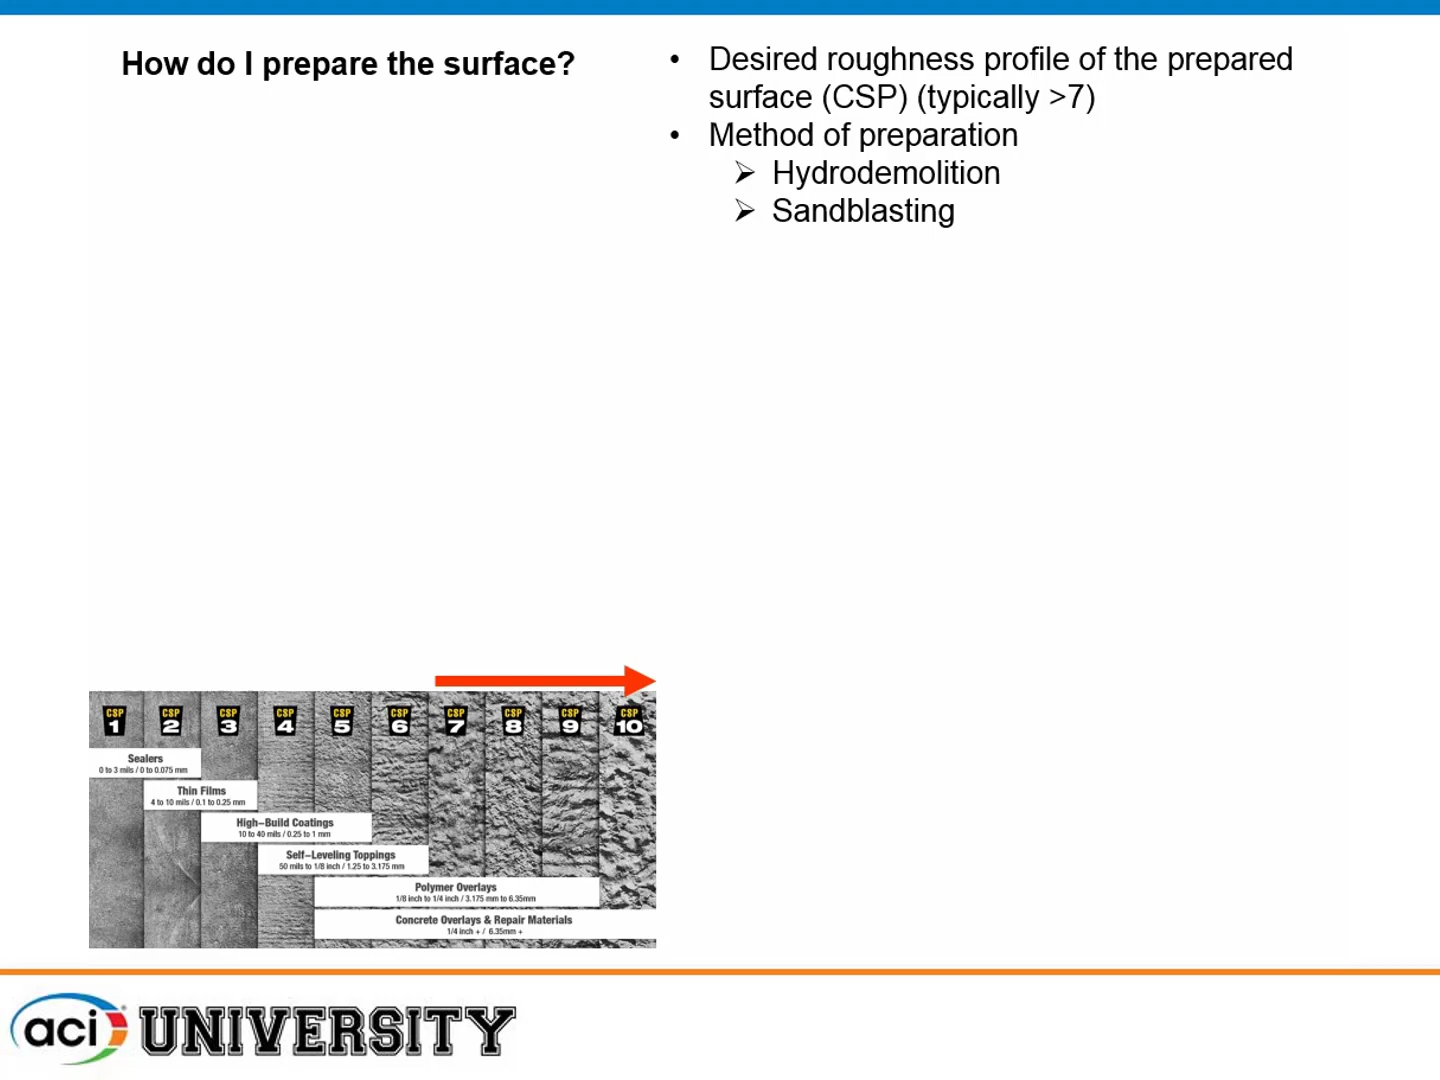 How do I prepare the surface?
• Desired roughness profile of the prepared
surface (CSP) (typically >7)
• Method of preparation
➢ Hydrodemolition
➢ Sandblasting
CSP 1
CSP 2
CSP 3
CSP 4
CSP 5
CSP 6
CSP 7
CSP 8
CSP 9
CSP 10
Sealers
0 to 3 mils / 0 to 0.075 mm
Thin Films
4 to 10 mils / 0.1 to 0.25 mm
High–Build Coatings
10 to 40 mils / 0.25 to 1 mm
Self–Leveling Toppings
50 mils to 1/8 inch / 1.25 to 3.175 mm
Polymer Overlays
1/8 inch to 1/4 inch / 3.175 mm to 6.35mm
Concrete Overlays & Repair Materials
1/4 inch + / 6.35mm +
aci UNIVERSITY